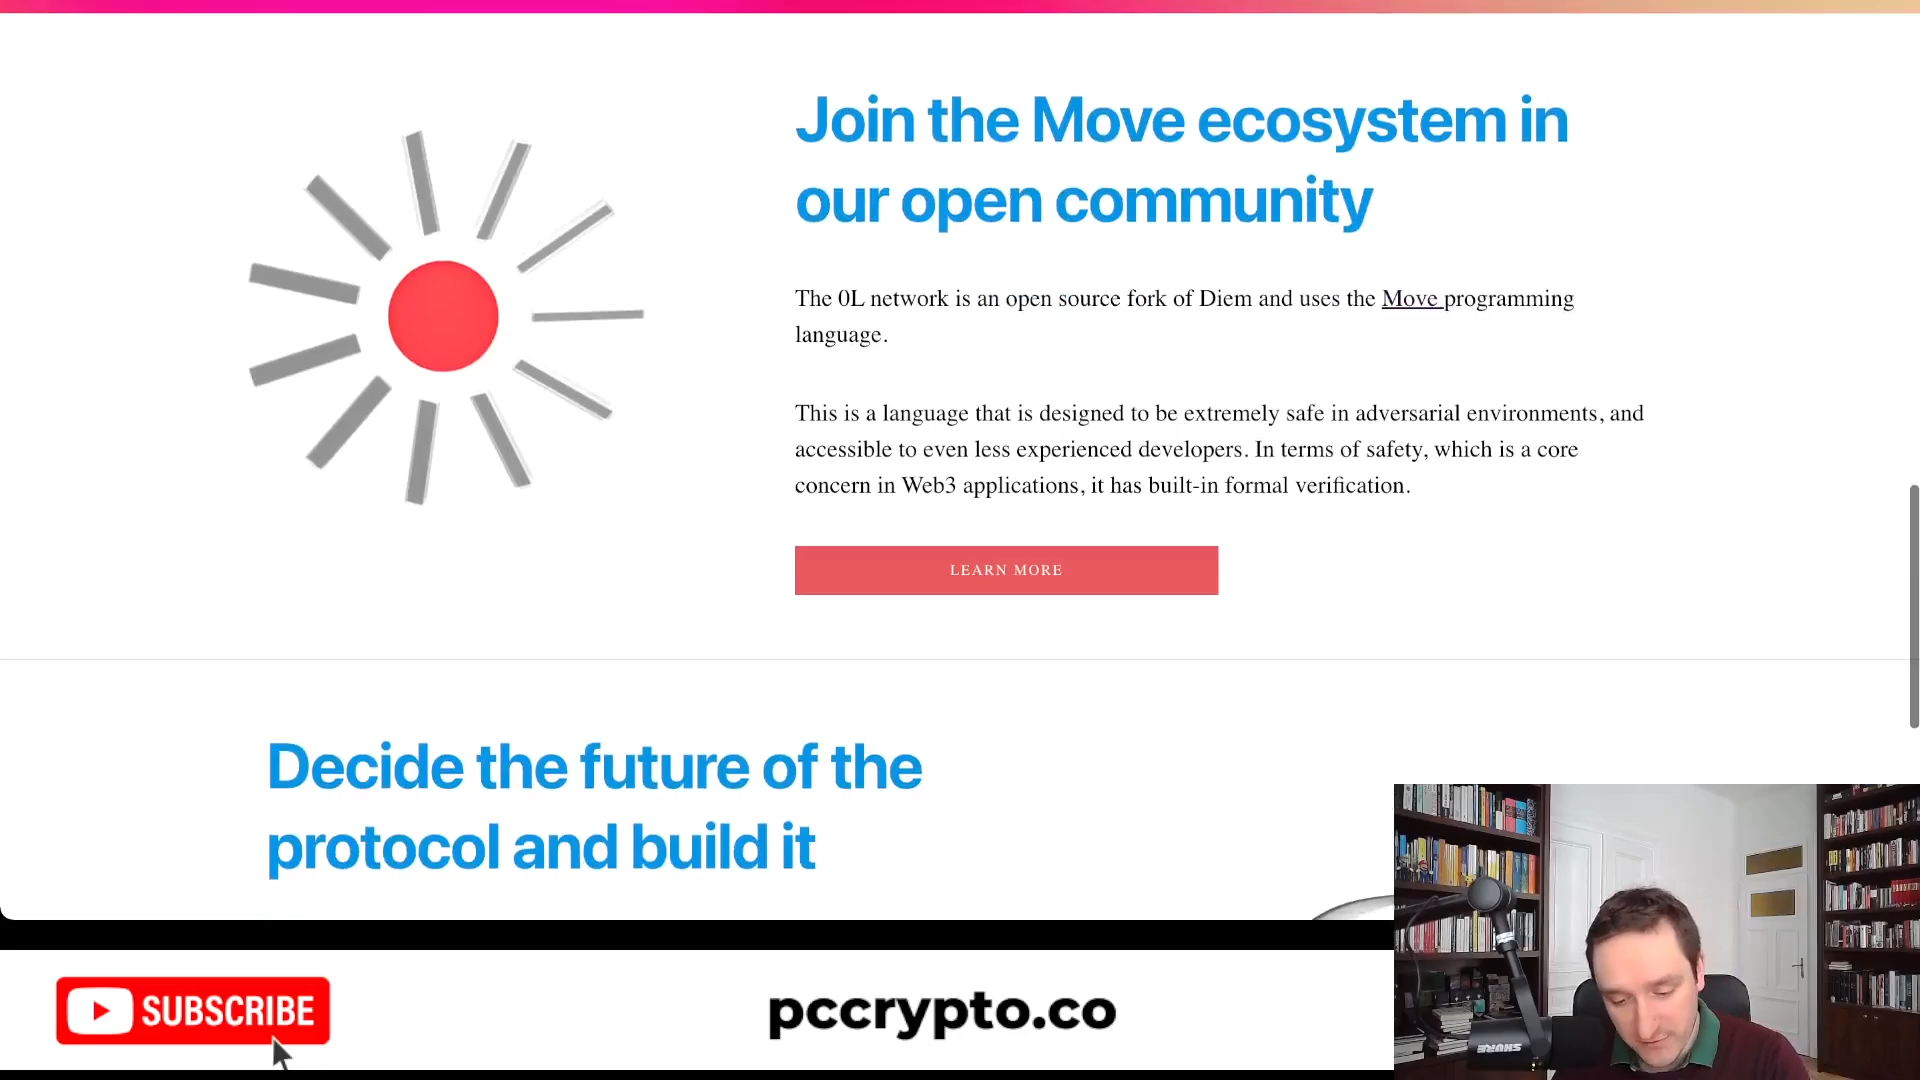 Join the Move ecosystem in
our open community
The 0L network is an open source fork of Diem and uses the Move programming
language.
This is a language that is designed to be extremely safe in adversarial environments, and
accessible to even less experienced developers. In terms of safety, which is a core
concern in Web3 applications, it has built-in formal verification.
LEARN MORE
Decide the future of the
protocol and build it
SUBSCRIBE
pccrypto.co
SHURE